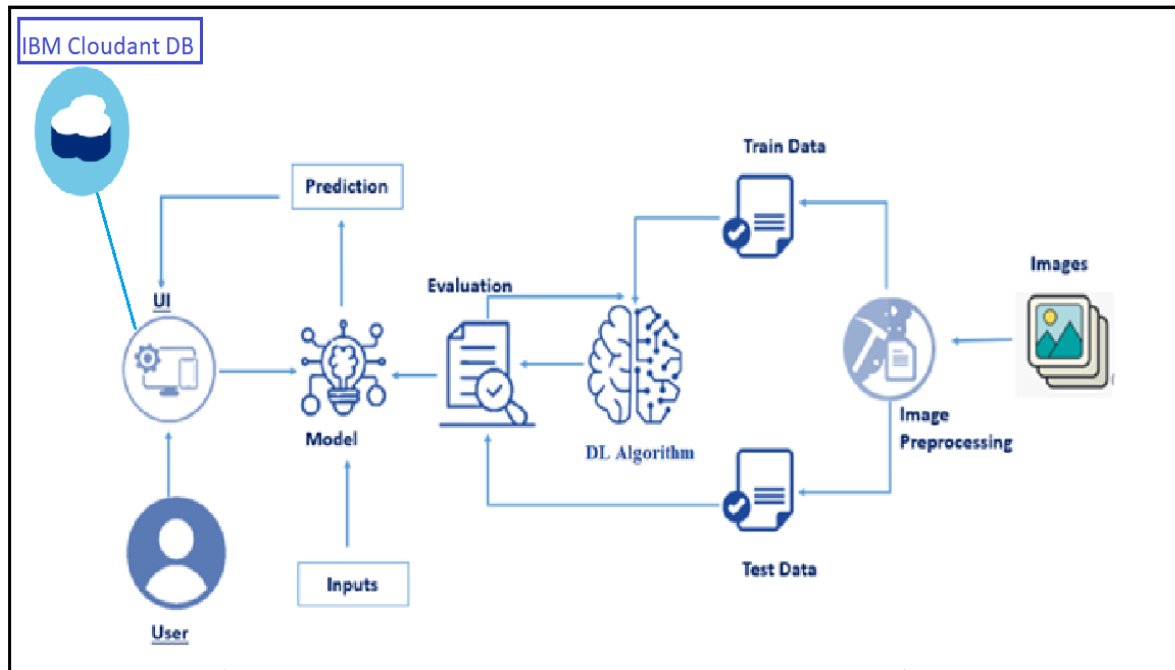 IBM Cloudant DB
Train Data
Prediction
Images
Evaluation
UI
Image
Preprocessing
Model
DL Algorithm
Test Data
Inputs
User